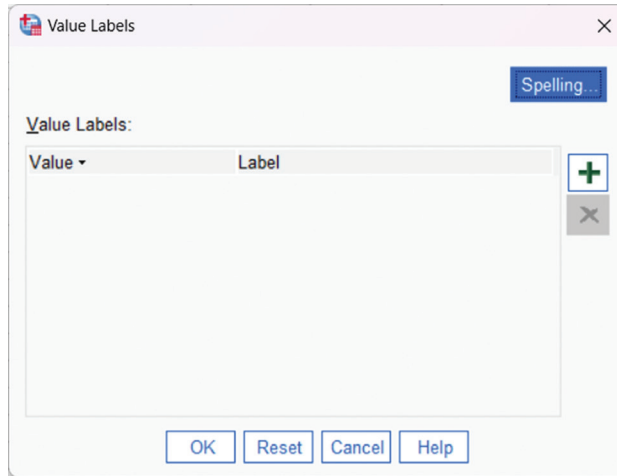 Value Labels
Spelling...
Value Labels:
Value Label
OK Reset Cancel Help